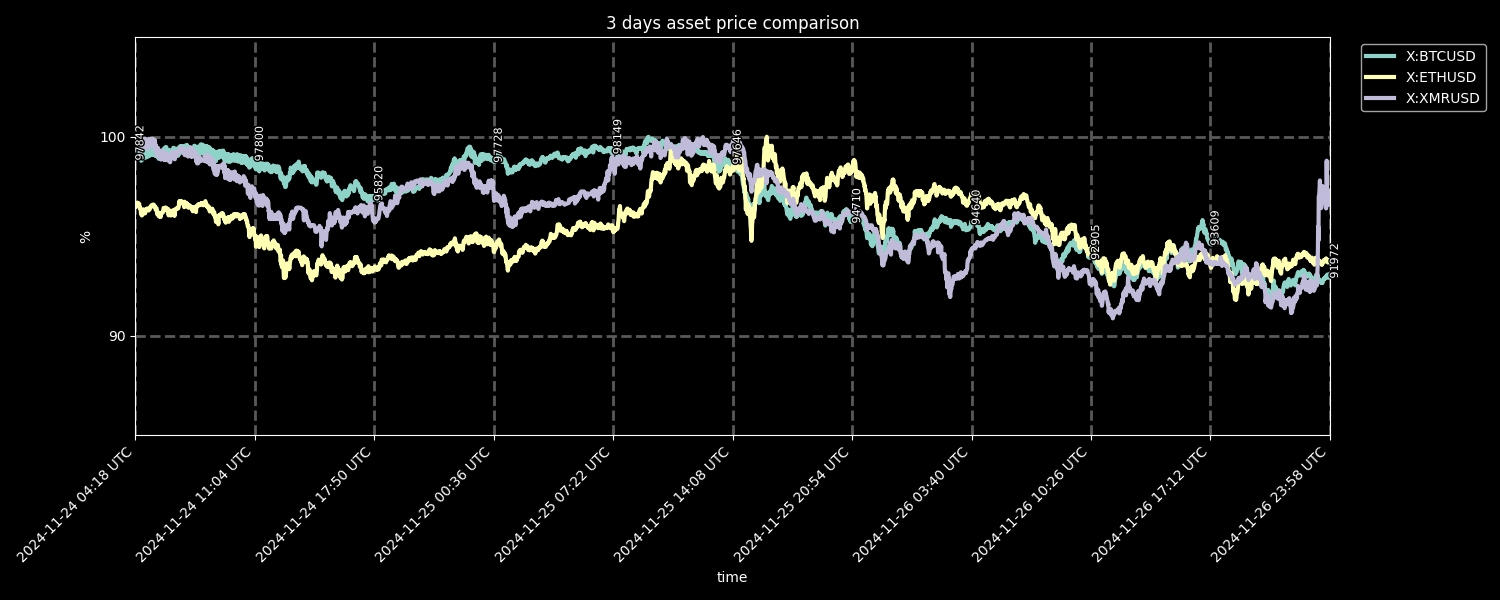 3 days asset price comparison
X:BTCUSD
X:ETHUSD
X:XMRUSD
100
90
%
97842
97800
95820
97728
98149
97646
94710
94640
92905
93609
91972
2024-11-24 04:18 UTC
2024-11-24 11:04 UTC
2024-11-24 17:50 UTC
2024-11-25 00:36 UTC
2024-11-25 07:22 UTC
2024-11-25 14:08 UTC
2024-11-25 20:54 UTC
2024-11-26 03:40 UTC
2024-11-26 10:26 UTC
2024-11-26 17:12 UTC
2024-11-26 23:58 UTC
time